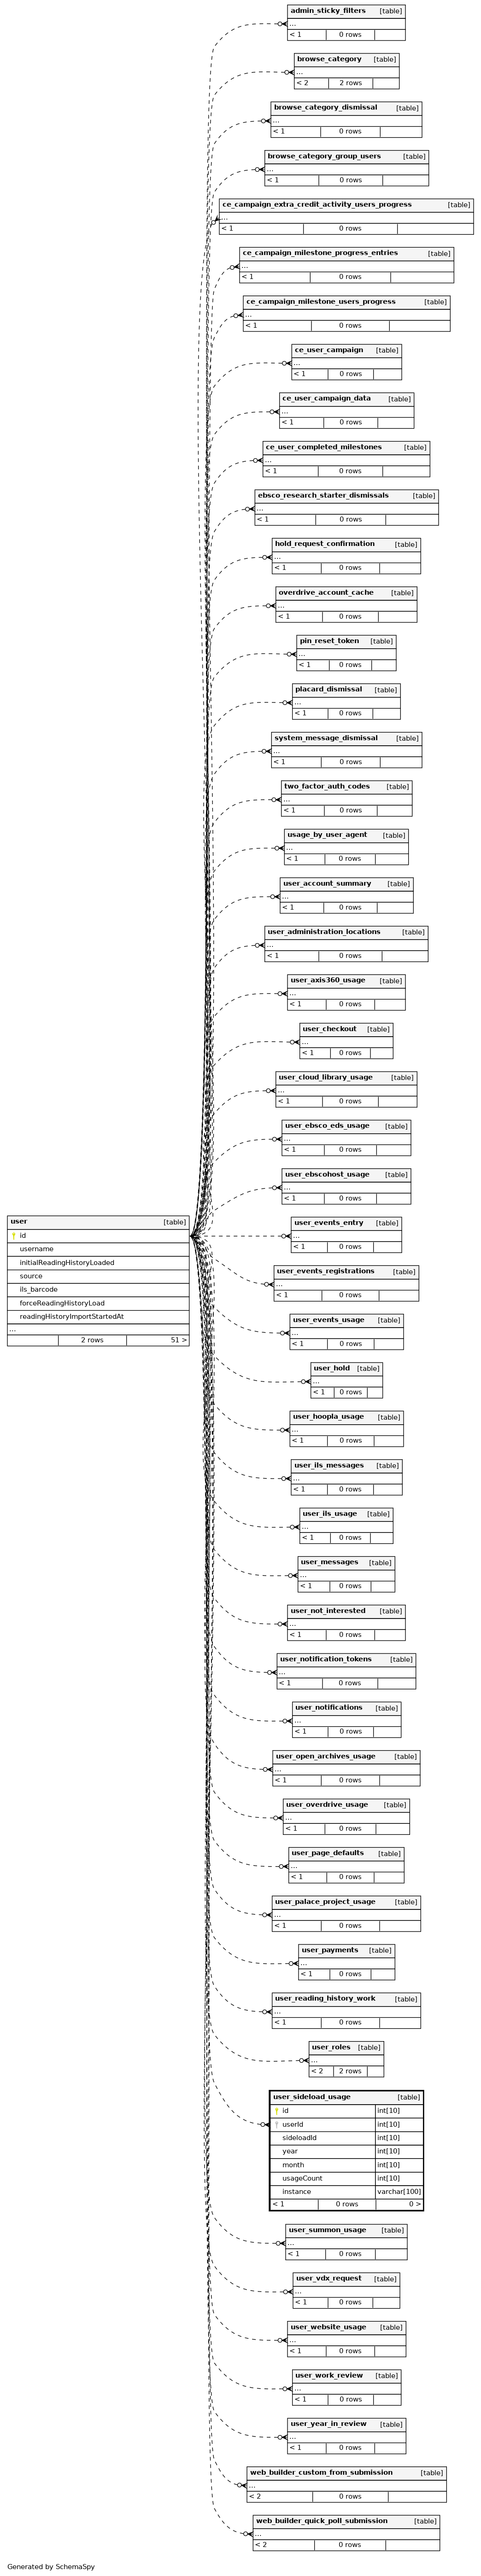 admin_sticky_filters [table]
...
< 1 0 rows
browse_category [table]
...
< 2 2 rows
browse_category_dismissal [table]
...
< 1 0 rows
browse_category_group_users [table]
...
< 1 0 rows
ce_campaign_extra_credit_activity_users_progress [table]
...
< 1 0 rows
ce_campaign_milestone_progress_entries [table]
...
< 1 0 rows
ce_campaign_milestone_users_progress [table]
...
< 1 0 rows
ce_user_campaign [table]
...
< 1 0 rows
ce_user_campaign_data [table]
...
< 1 0 rows
ce_user_completed_milestones [table]
...
< 1 0 rows
ebsco_research_starter_dismissals [table]
...
< 1 0 rows
hold_request_confirmation [table]
...
< 1 0 rows
overdrive_account_cache [table]
...
< 1 0 rows
pin_reset_token [table]
...
< 1 0 rows
placard_dismissal [table]
...
< 1 0 rows
system_message_dismissal [table]
...
< 1 0 rows
two_factor_auth_codes [table]
...
< 1 0 rows
usage_by_user_agent [table]
...
< 1 0 rows
user_account_summary [table]
...
< 1 0 rows
user_administration_locations [table]
...
< 1 0 rows
user_axis360_usage [table]
...
< 1 0 rows
user_checkout [table]
...
< 1 0 rows
user_cloud_library_usage [table]
...
< 1 0 rows
user_ebsco_eds_usage [table]
...
< 1 0 rows
user_ebscohost_usage [table]
...
< 1 0 rows
user [table]
id
username
initialReadingHistoryLoaded
source
ils_barcode
forceReadingHistoryLoad
readingHistoryImportStartedAt
...
2 rows 51 >
user_events_entry [table]
...
< 1 0 rows
user_events_registrations [table]
...
< 1 0 rows
user_events_usage [table]
...
< 1 0 rows
user_hold [table]
...
< 1 0 rows
user_hoopla_usage [table]
...
< 1 0 rows
user_ils_messages [table]
...
< 1 0 rows
user_ils_usage [table]
...
< 1 0 rows
user_messages [table]
...
< 1 0 rows
user_not_interested [table]
...
< 1 0 rows
user_notification_tokens [table]
...
< 1 0 rows
user_notifications [table]
...
< 1 0 rows
user_open_archives_usage [table]
...
< 1 0 rows
user_overdrive_usage [table]
...
< 1 0 rows
user_page_defaults [table]
...
< 1 0 rows
user_palace_project_usage [table]
...
< 1 0 rows
user_payments [table]
...
< 1 0 rows
user_reading_history_work [table]
...
< 1 0 rows
user_roles [table]
...
< 2 2 rows
user_sideload_usage [table]
id int[10]
userId int[10]
sideloadId int[10]
year int[10]
month int[10]
usageCount int[10]
instance varchar[100]
< 1 0 rows 0 >
user_summon_usage [table]
...
< 1 0 rows
user_vdx_request [table]
...
< 1 0 rows
user_website_usage [table]
...
< 1 0 rows
user_work_review [table]
...
< 1 0 rows
user_year_in_review [table]
...
< 1 0 rows
web_builder_custom_from_submission [table]
...
< 2 0 rows
web_builder_quick_poll_submission [table]
...
< 2 0 rows
Generated by SchemaSpy